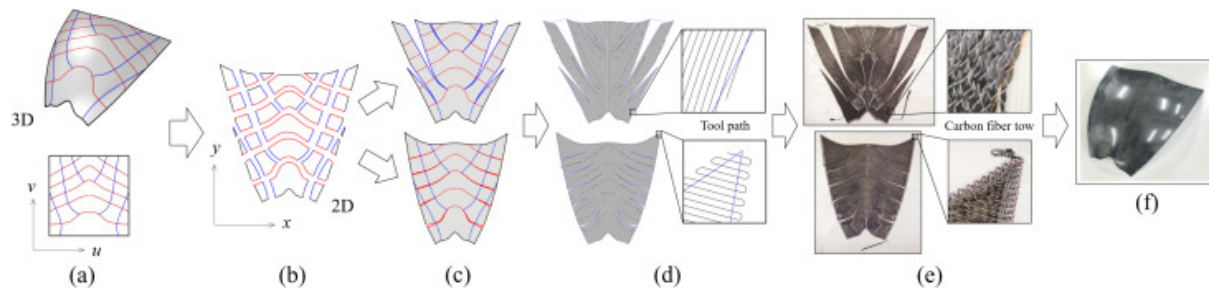 3D
v
u
(a)
y
x
2D
(b)
(c)
Tool path
(d)
Carbon fiber tow
(e)
(f)